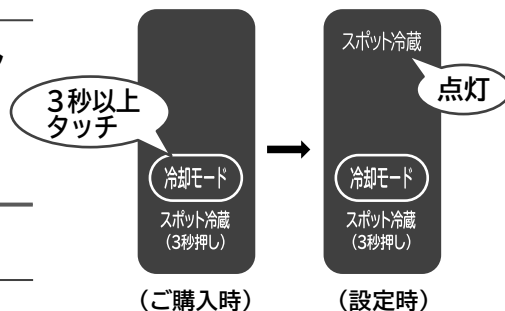 3秒以上
タッチ
冷却モード
スポット冷蔵
(3秒押し)
(ご購入時)
スポット冷蔵
点灯
冷却モード
スポット冷蔵
(3秒押し)
(設定時)